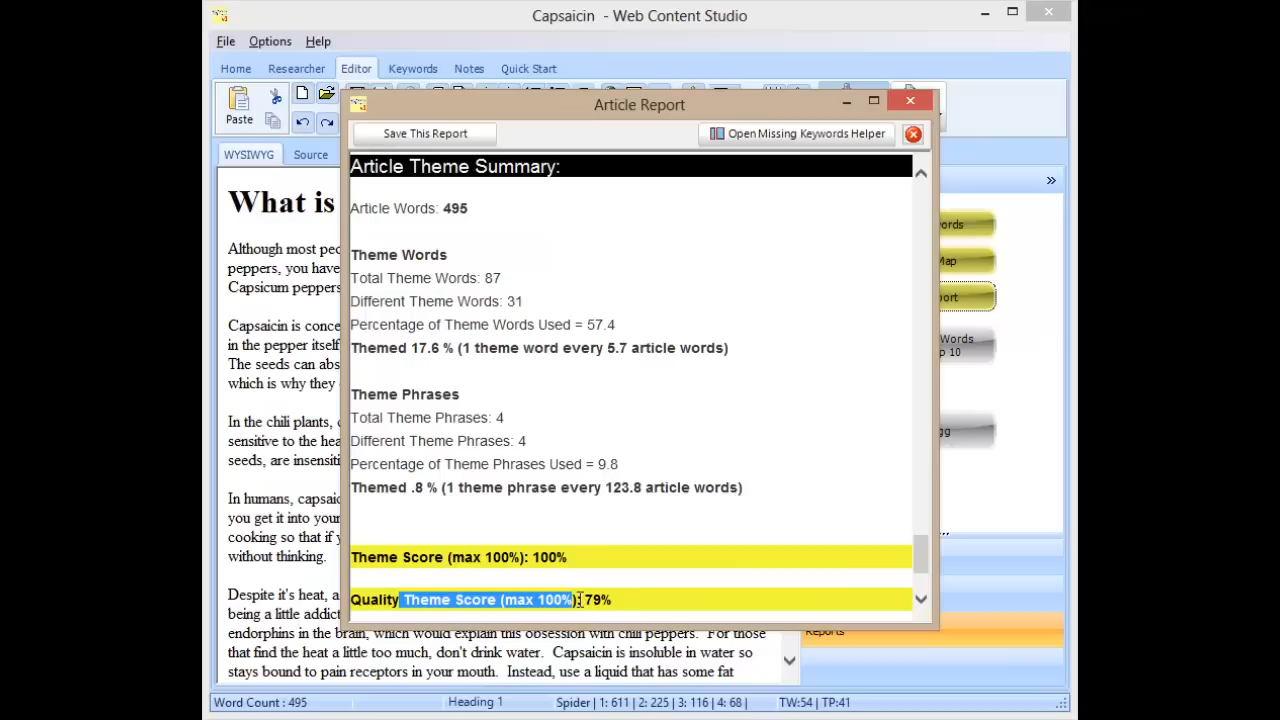 Capsaicin - Web Content Studio
File Options Help
Home Researcher Editor Keywords Notes Quick Start
Paste
Article Report
Save This Report
Open Missing Keywords Helper
WYSIWYG Source
Article Theme Summary:
Article Words: 495
Theme Words
Total Theme Words: 87
Different Theme Words: 31
Percentage of Theme Words Used = 57.4
Themed 17.6 % (1 theme word every 5.7 article words)
Theme Phrases
Total Theme Phrases: 4
Different Theme Phrases: 4
Percentage of Theme Phrases Used = 9.8
Themed .8 % (1 theme phrase every 123.8 article words)
Theme Score (max 100%): 100%
Quality Theme Score (max 100%): 79%
What is
Although most peo
peppers, you have
Capsicum peppers
Capsaicin is conce
in the pepper itself
The seeds can abs
which is why they
In the chili plants,
sensitive to the hea
seeds, are insensiti
In humans, capsaic
you get it into your
cooking so that if y
without thinking.
Despite it's heat, a
being a little addict
endorphins in the brain, which would explain this obsession with chili peppers. For those
that find the heat a little too much, don't drink water. Capsaicin is insoluble in water so
stays bound to pain receptors in your mouth. Instead, use a liquid that has some fat
»
ords
Map
port
Words
p 10
gg
Reports
Word Count : 495
Heading 1
Spider | 1: 611 | 2: 225 | 3: 116 | 4: 68 |
TW:54 | TP:41